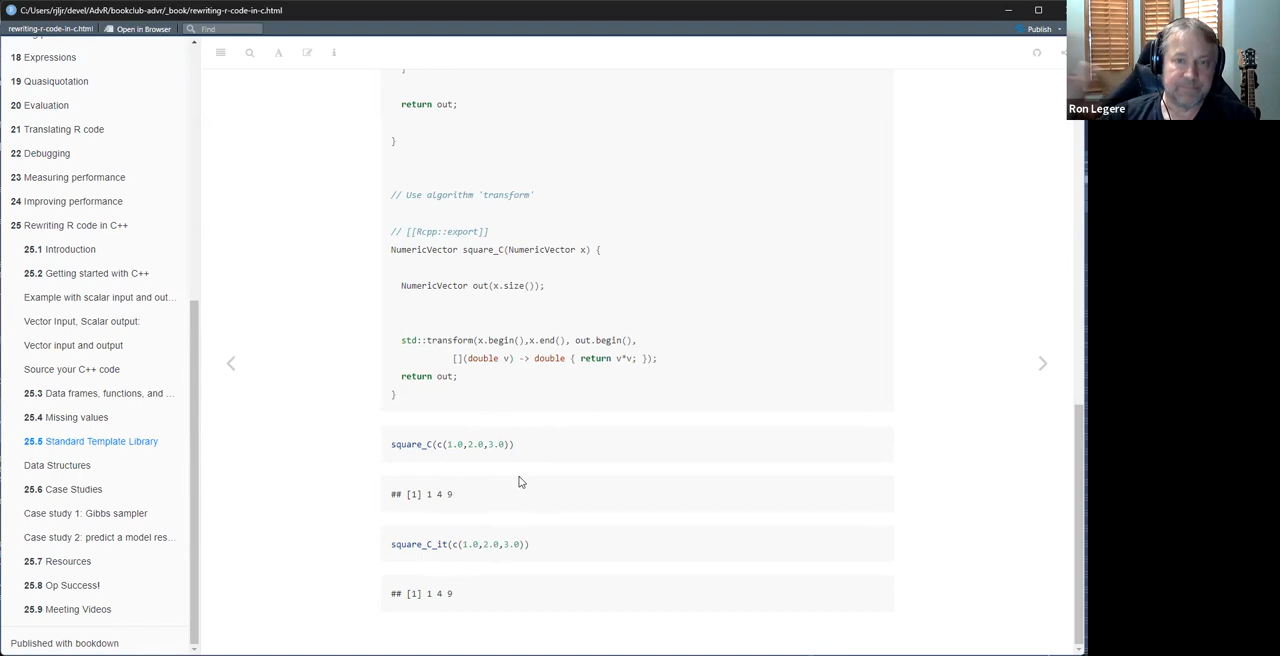 C:/Users/rjljr/devel/AdvR/bookclub-advr/_book/rewriting-r-code-in-c.html
rewriting-r-code-in-c.html
Open in Browser
Find
Publish
Ron Legere
18 Expressions
19 Quasiquotation
20 Evaluation
21 Translating R code
22 Debugging
23 Measuring performance
24 Improving performance
25 Rewriting R code in C++
25.1 Introduction
25.2 Getting started with C++
Example with scalar input and out…
Vector Input, Scalar output:
Vector input and output
Source your C++ code
25.3 Data frames, functions, and …
25.4 Missing values
25.5 Standard Template Library
Data Structures
25.6 Case Studies
Case study 1: Gibbs sampler
Case study 2: predict a model res…
25.7 Resources
25.8 Op Success!
25.9 Meeting Videos
Published with bookdown
}
return out;
}
// Use algorithm `transform'
// [[Rcpp::export]]
NumericVector square_C(NumericVector x) {
NumericVector out(x.size());
std::transform(x.begin(),x.end(), out.begin(),
[](double v) -> double { return v*v; });
return out;
}
square_C(c(1.0,2.0,3.0))
## [1] 1 4 9
square_C_it(c(1.0,2.0,3.0))
## [1] 1 4 9